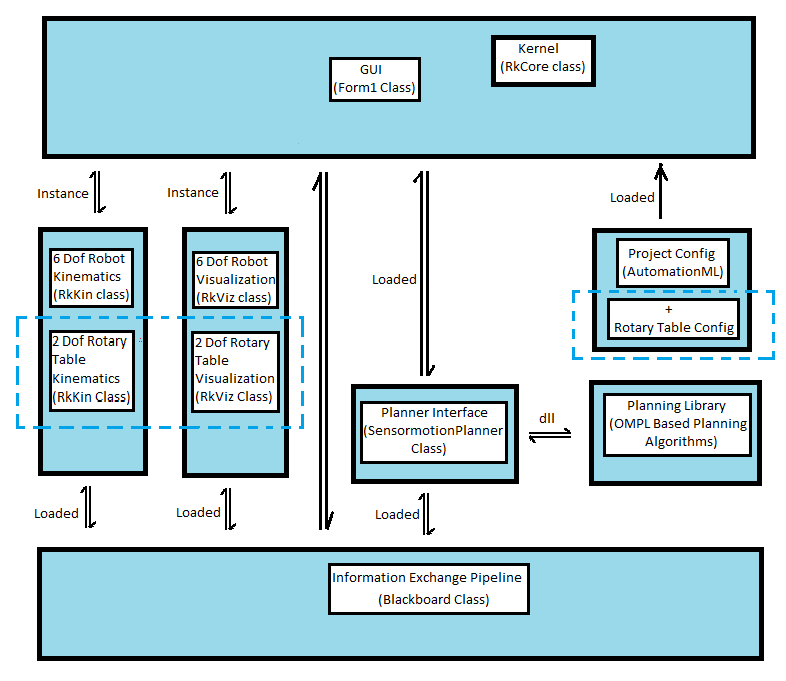 GUI
(Form1 Class)
Kernel
(RkCore class)
Instance
Instance
Loaded
Loaded
6 Dof Robot
Kinematics
(RkKin class)
2 Dof Rotary
Table
Kinematics
(RkKin Class)
6 Dof Robot
Visualization
(RkViz class)
2 Dof Rotary
Table
Visualization
(RkViz Class)
Project Config
(AutomationML)
+
Rotary Table Config
Planner Interface
(SensormotionPlanner
Class)
dll
Planning Library
(OMPL Based Planning
Algorithms)
Loaded
Loaded
Loaded
Information Exchange Pipeline
(Blackboard Class)